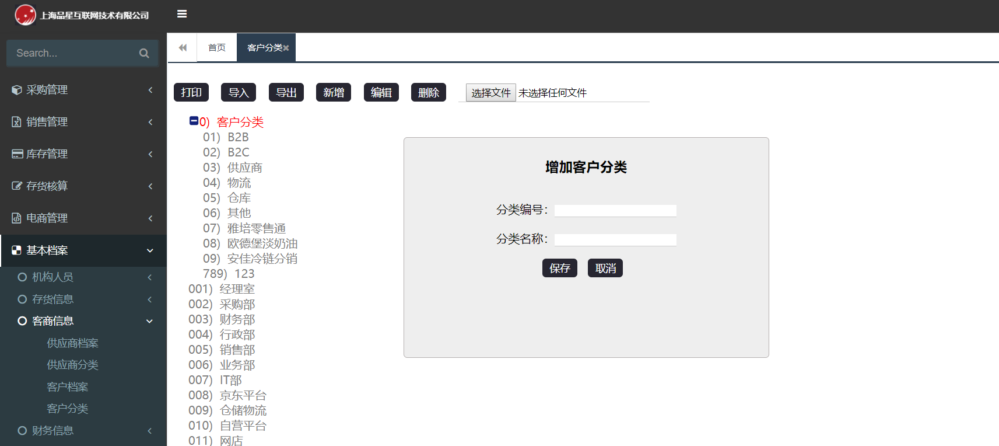 上海品星互联网技术有限公司
Search...
采购管理
销售管理
库存管理
存货核算
电商管理
基本档案
机构人员
存货信息
客商信息
供应商档案
供应商分类
客户档案
客户分类
财务信息
首页
客户分类
打印 导入 导出 新增 编辑 删除 选择文件 未选择任何文件
0) 客户分类
01) B2B
02) B2C
03) 供应商
04) 物流
05) 仓库
06) 其他
07) 雅培零售通
08) 欧德堡淡奶油
09) 安佳冷链分销
789) 123
001) 经理室
002) 采购部
003) 财务部
004) 行政部
005) 销售部
006) 业务部
007) IT部
008) 京东平台
009) 仓储物流
010) 自营平台
011) 网店
增加客户分类
分类编号：
分类名称：
保存 取消